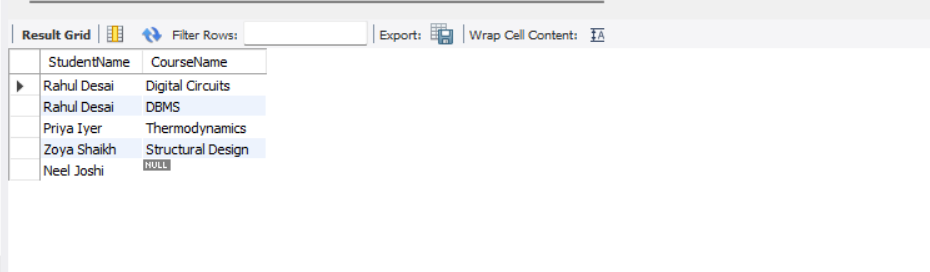 Result Grid Filter Rows: Export: Wrap Cell Content: IA
StudentName CourseName
Rahul Desai Digital Circuits
Rahul Desai DBMS
Priya Iyer Thermodynamics
Zoya Shaikh Structural Design
Neel Joshi NULL